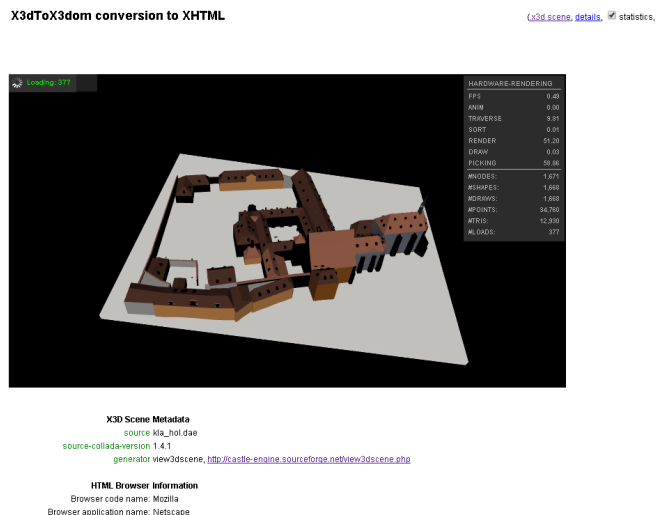 X3dToX3dom conversion to XHTML
(.x3d scene, details, statistics,
Loading: 377
HARDWARE-RENDERING
FPS 0.49
ANIM 0.00
TRAVERSE 9.81
SORT 0.01
RENDER 51.20
DRAW 0.03
PICKING 58.86
#NODES: 1,671
#SHAPES: 1,668
#DRAWS: 1,668
#POINTS: 34,760
#TRIS: 12,930
#LOADS: 377
X3D Scene Metadata
source kla_hol.dae
source-collada-version 1.4.1
generator view3dscene, http://castle-engine.sourceforge.net/view3dscene.php
HTML Browser Information
Browser code name: Mozilla
Browser application name: Netscape